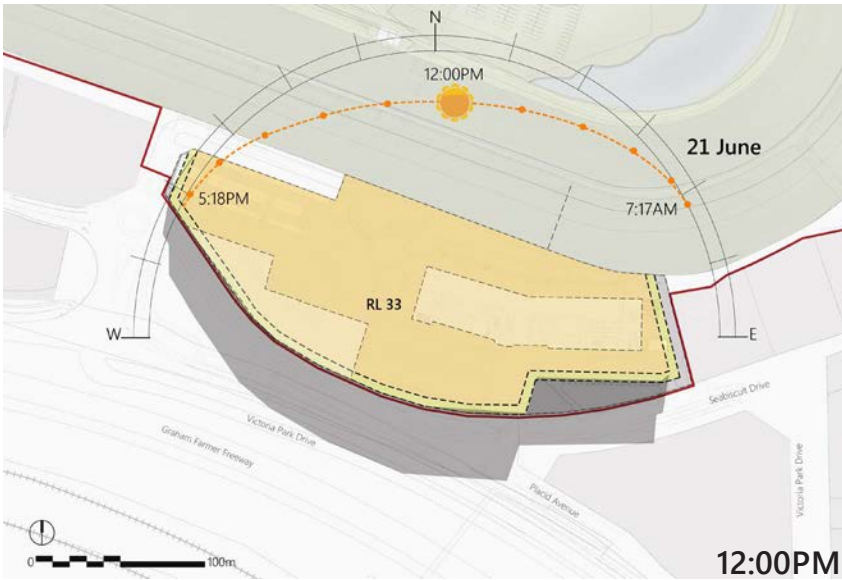 N
12:00PM
21 June
5:18PM
7:17AM
RL 33
W
E
Seabiscuit Drive
Victoria Park Drive
Graham Farmer Freeway
Placid Avenue
Victoria Park Drive
0
100m
12:00PM